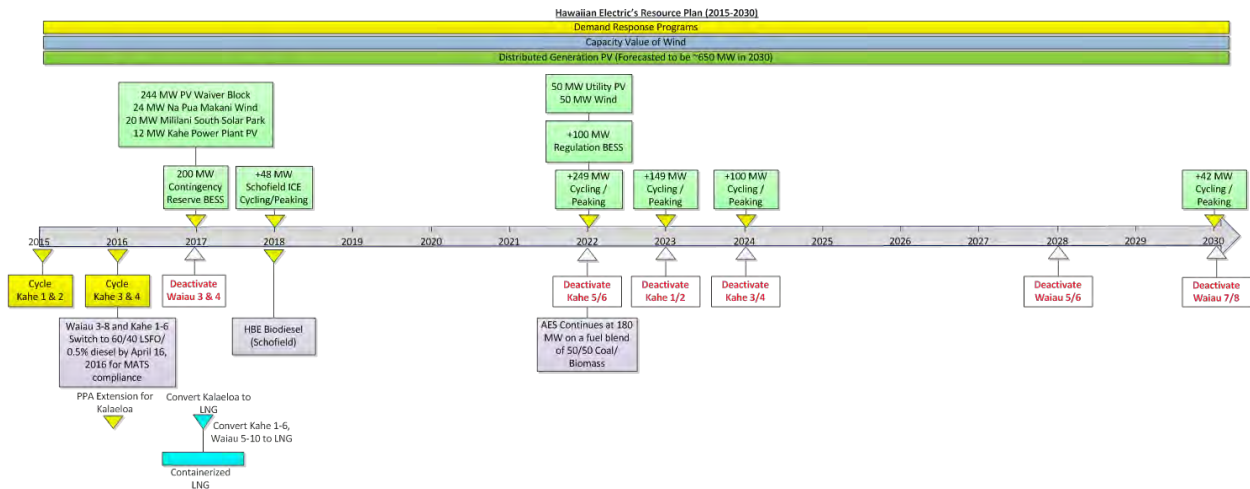 Hawaiian Electric's Resource Plan (2015-2030)
Demand Response Programs
Capacity Value of Wind
Distributed Generation PV (Forecasted to be ~650 MW in 2030)
244 MW PV Waiver Block
24 MW Na Pua Makani Wind
20 MW Mililani South Solar Park
12 MW Kahe Power Plant PV
50 MW Utility PV
50 MW Wind
+100 MW
Regulation BESS
200 MW
Contingency
Reserve BESS
+48 MW
Schofield ICE
Cycling/Peaking
+249 MW
Cycling /
Peaking
+149 MW
Cycling /
Peaking
+100 MW
Cycling /
Peaking
+42 MW
Cycling /
Peaking
2015 2016 2017 2018 2019 2020 2021 2022 2023 2024 2025 2026 2027 2028 2029 2030
Cycle
Kahe 1 & 2
Cycle
Kahe 3 & 4
Deactivate
Waiau 3 & 4
Deactivate
Kahe 5/6
Deactivate
Kahe 1/2
Deactivate
Kahe 3/4
Deactivate
Waiau 5/6
Deactivate
Waiau 7/8
Waiau 3-8 and Kahe 1-6
Switch to 60/40 LSFO/
0.5% diesel by April 16,
2016 for MATS
compliance
HBE Biodiesel
(Schofield)
AES Continues at 180
MW on a fuel blend
of 50/50 Coal/
Biomass
PPA Extension for
Kalaeloa
Convert Kalaeloa to
LNG
Convert Kahe 1-6,
Waiau 5-10 to LNG
Containerized
LNG